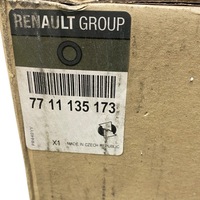 RENAULT GROUP
77 11 135 173
X1
MADE IN CZECH REPUBLIC